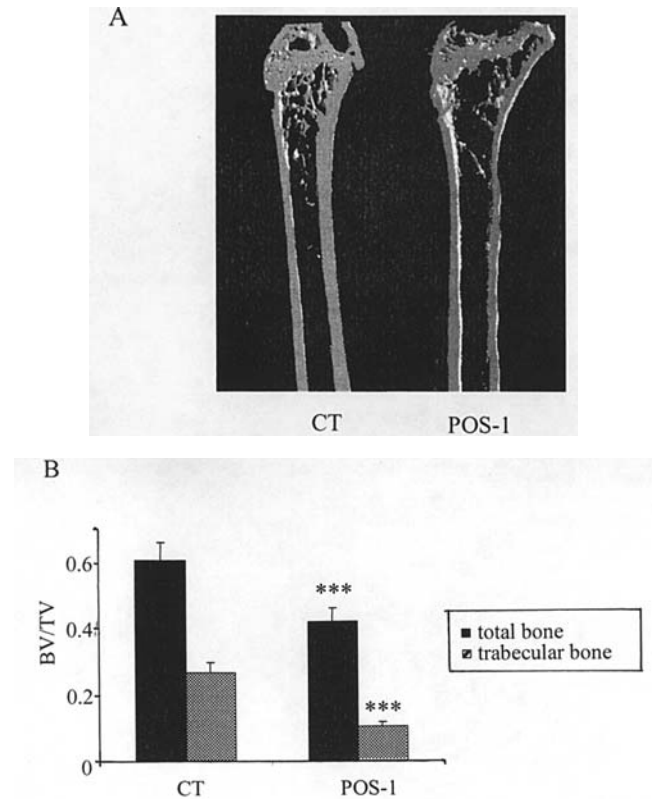 A
CT POS-1
B
BV/TV
0.6
0.4
0.2
0
***
***
CT POS-1
total bone
trabecular bone